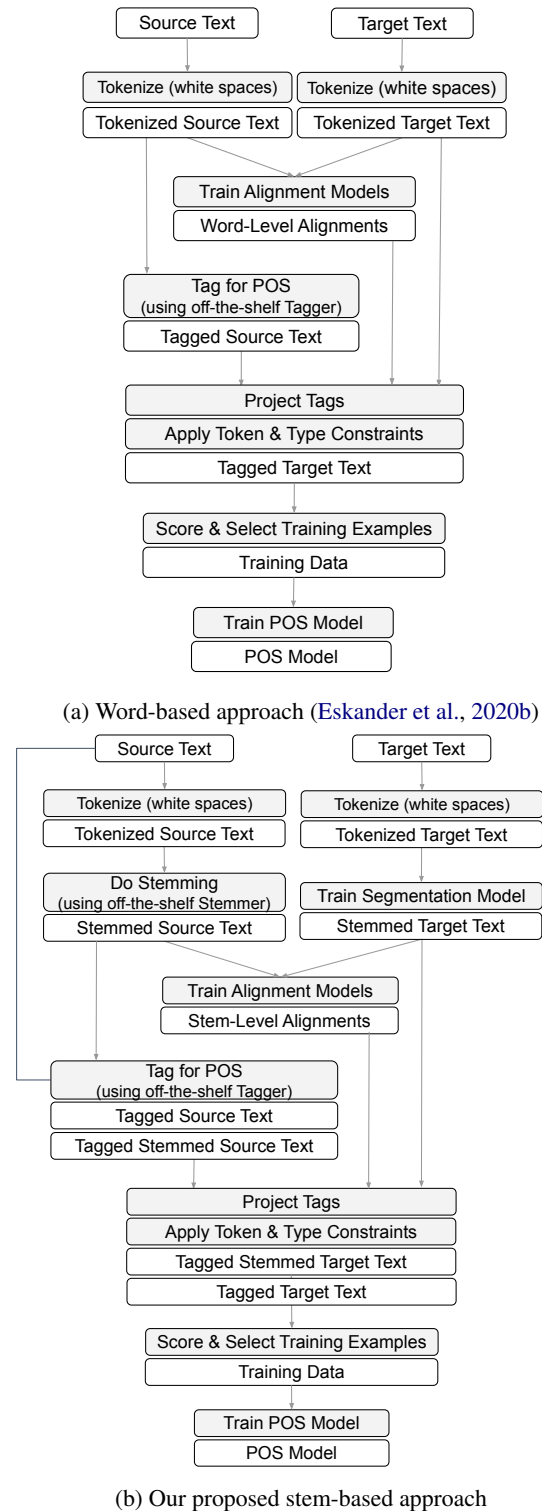 Source Text
Target Text
Tokenize (white spaces)
Tokenize (white spaces)
Tokenized Source Text
Tokenized Target Text
Train Alignment Models
Word-Level Alignments
Tag for POS
(using off-the-shelf Tagger)
Tagged Source Text
Project Tags
Apply Token & Type Constraints
Tagged Target Text
Score & Select Training Examples
Training Data
Train POS Model
POS Model
(a) Word-based approach (Eskander et al., 2020b)
Source Text
Target Text
Tokenize (white spaces)
Tokenize (white spaces)
Tokenized Source Text
Tokenized Target Text
Do Stemming
(using off-the-shelf Stemmer)
Train Segmentation Model
Stemmed Source Text
Stemmed Target Text
Train Alignment Models
Stem-Level Alignments
Tag for POS
(using off-the-shelf Tagger)
Tagged Source Text
Tagged Stemmed Source Text
Project Tags
Apply Token & Type Constraints
Tagged Stemmed Target Text
Tagged Target Text
Score & Select Training Examples
Training Data
Train POS Model
POS Model
(b) Our proposed stem-based approach